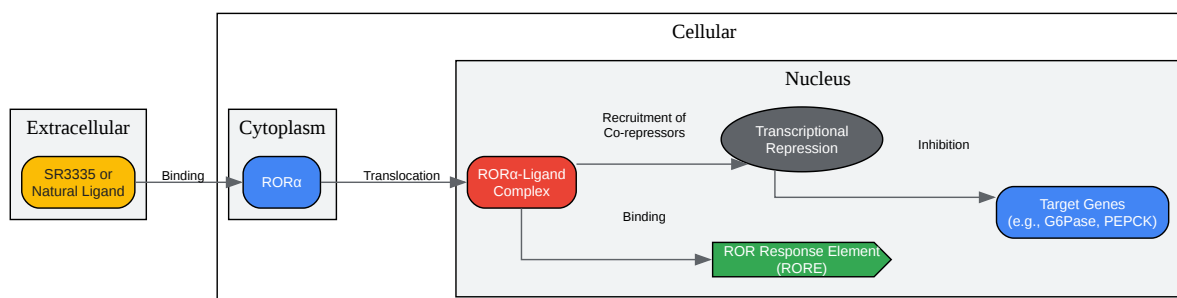 Cellular
Nucleus
Extracellular
Cytoplasm
SR3335 or
Natural Ligand
Binding
RORα
Translocation
RORα-Ligand
Complex
Recruitment of
Co-repressors
Transcriptional
Repression
Inhibition
Binding
Target Genes
(e.g., G6Pase, PEPCK)
ROR Response Element
(RORE)